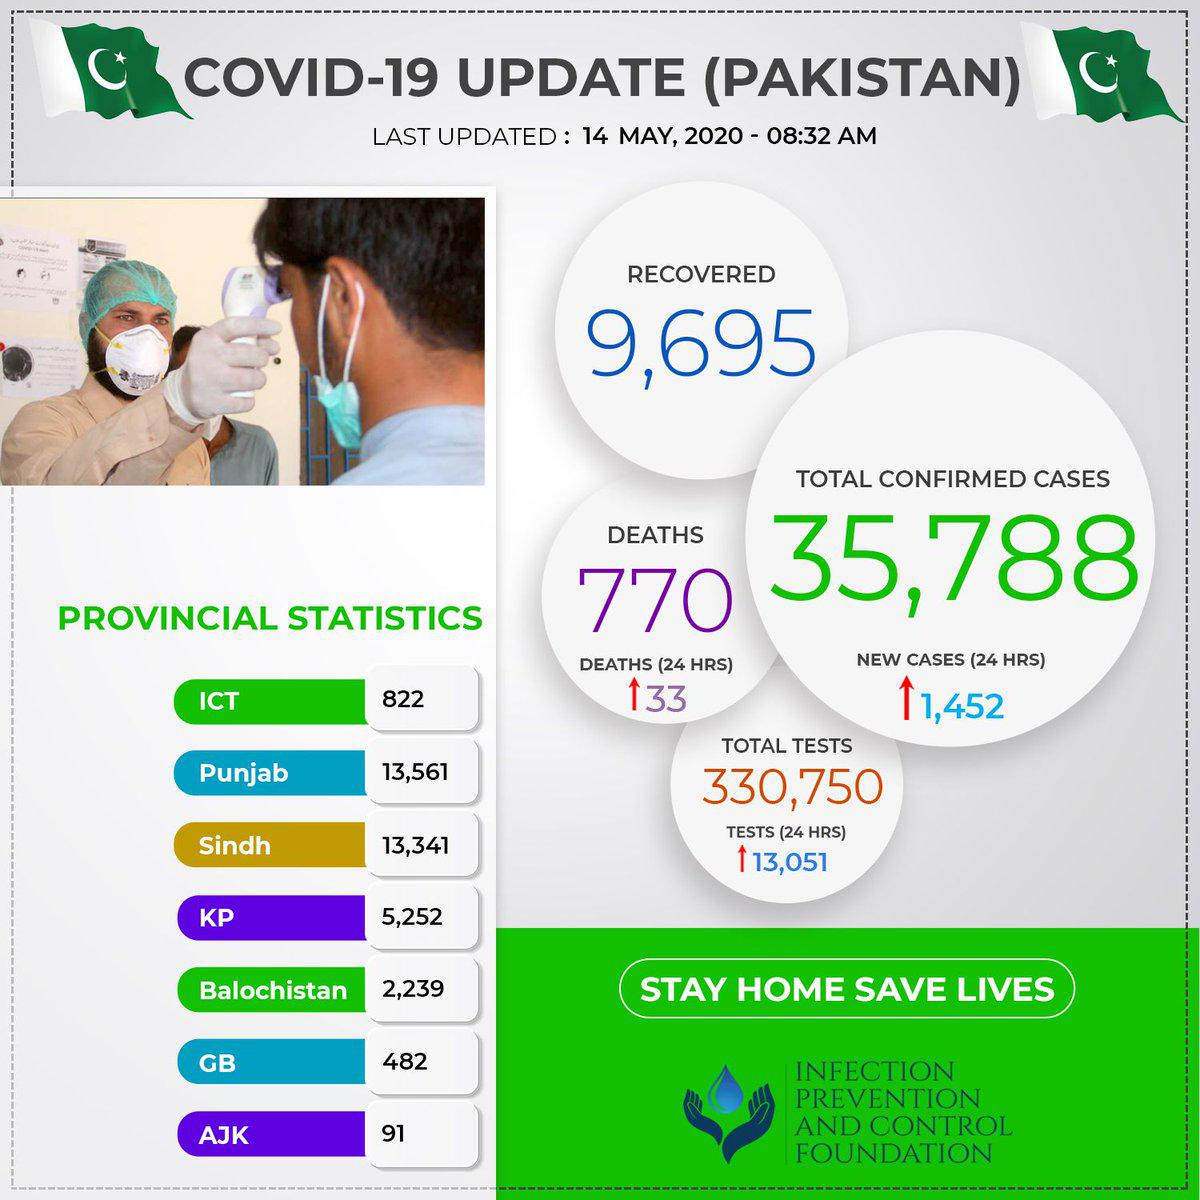 COVID-19 UPDATE (PAKISTAN)
LAST UPDATED : 14 MAY, 2020 - 08:32 AM
RECOVERED
9,695
TOTAL CONFIRMED CASES
35,788
NEW CASES (24 HRS)
1,452
DEATHS
770
DEATHS (24 HRS)
33
TOTAL TESTS
330,750
TESTS (24 HRS)
13,051
PROVINCIAL STATISTICS
ICT 822
Punjab 13,561
Sindh 13,341
KP 5,252
Balochistan 2,239
GB 482
AJK 91
STAY HOME SAVE LIVES
INFECTION
PREVENTION
AND CONTROL
FOUNDATION